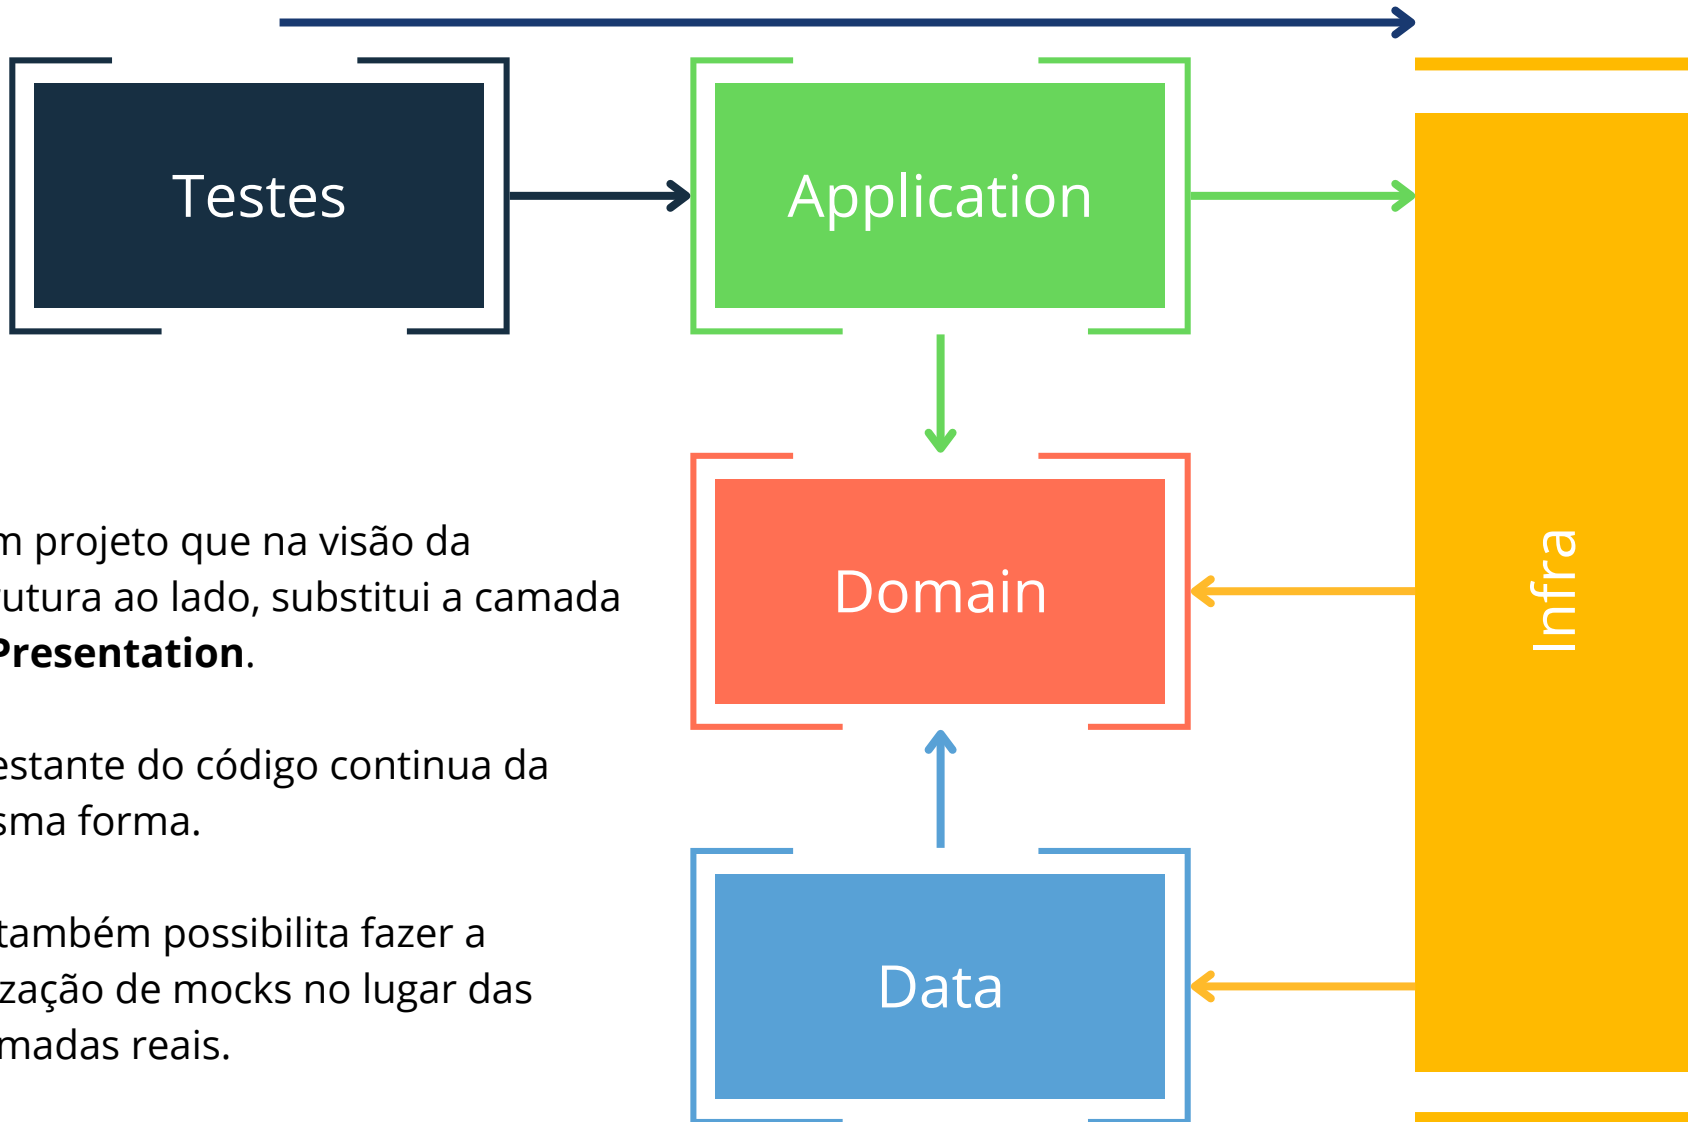 Testes
Application
m projeto que na visão da
utura ao lado, substitui a camada
Presentation.
estante do código continua da
sma forma.
também possibilita fazer a
zação de mocks no lugar das
madas reais.
Domain
Data
Infra